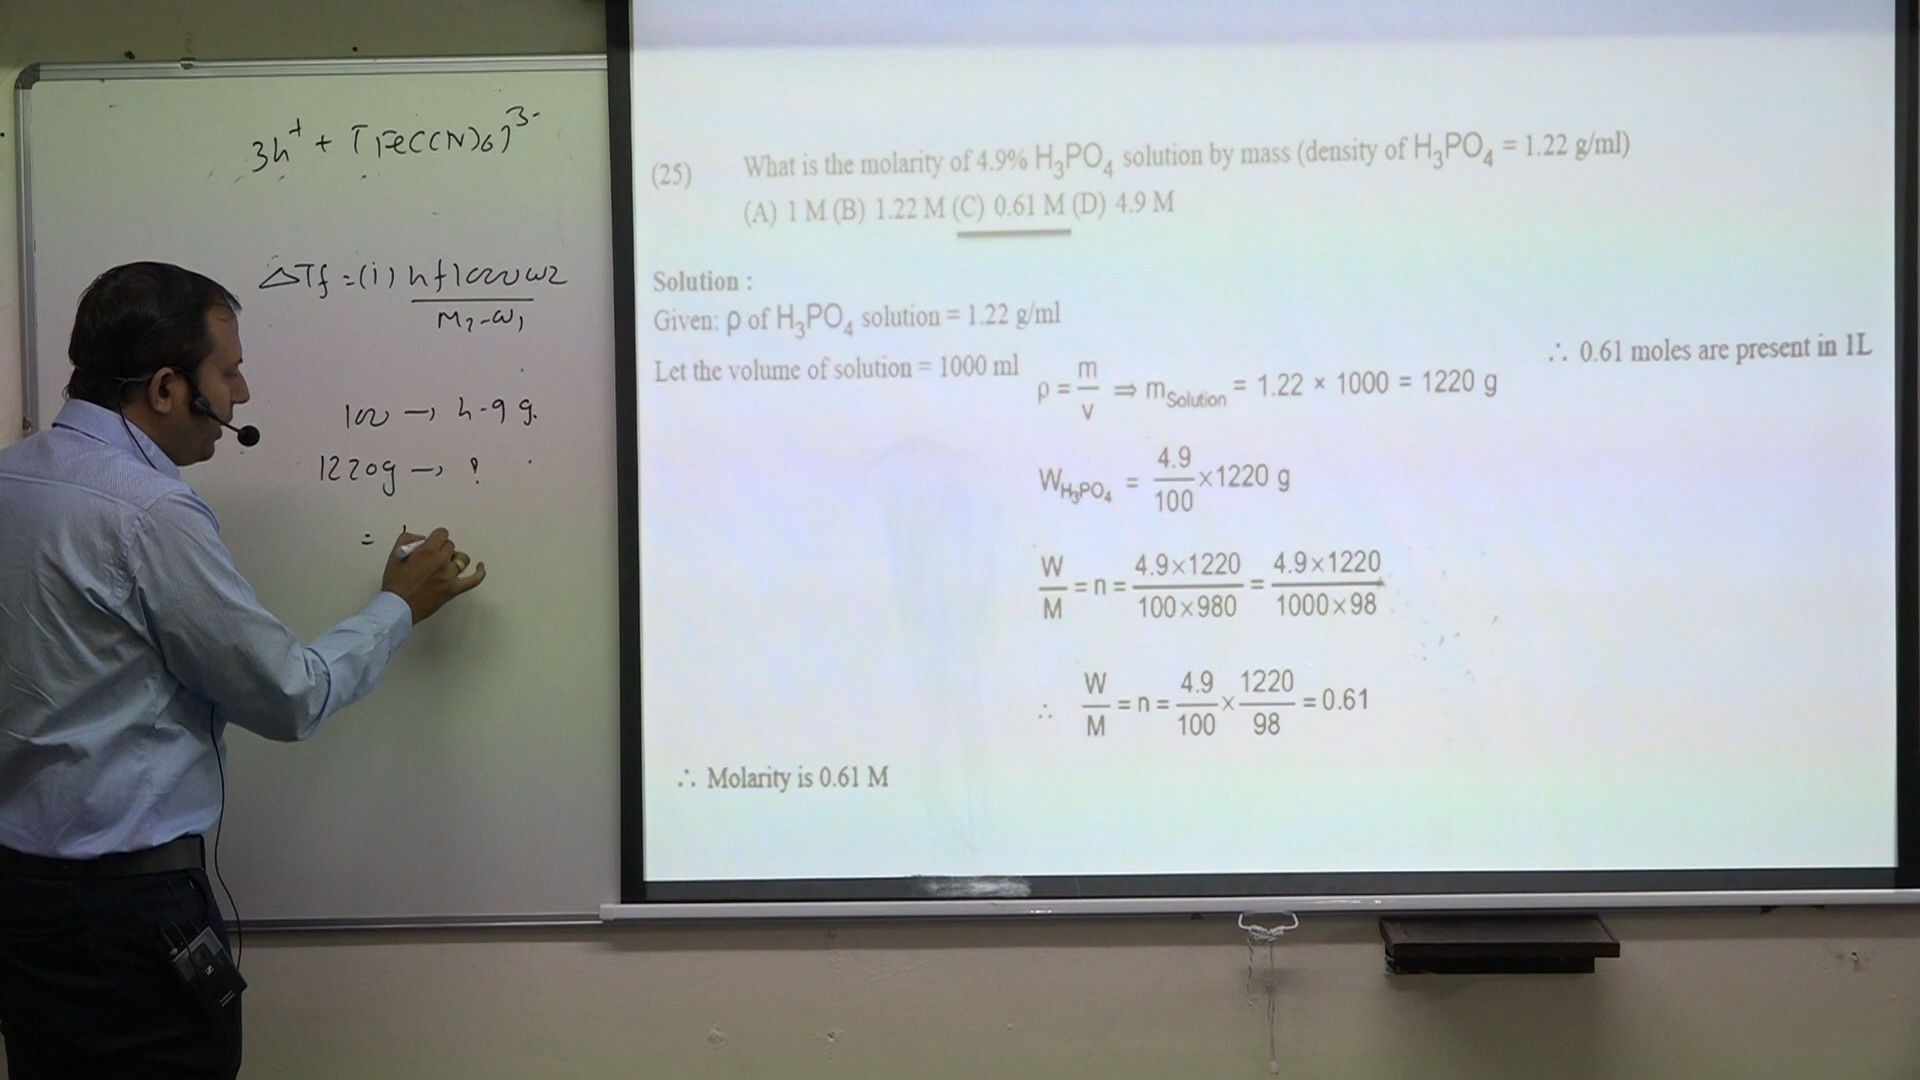 3k⁺ + [Fe(CN)6]³⁻
ΔTf = (i) kf 1000 w2
M2 - w1
100 → 4.9 g.
1220g → ?
=
(25) What is the molarity of 4.9% H₃PO₄ solution by mass (density of H₃PO₄ = 1.22 g/ml)
(A) 1 M (B) 1.22 M (C) 0.61 M (D) 4.9 M
Solution :
Given: ρ of H₃PO₄ solution = 1.22 g/ml
Let the volume of solution = 1000 ml
ρ = m/v ⇒ mSolution = 1.22 × 1000 = 1220 g
∴ 0.61 moles are present in 1L
W_H₃PO₄ = 4.9/100 ×1220 g
W/M = n = 4.9×1220/100×980 = 4.9×1220/1000×98
∴ W/M = n = 4.9/100 × 1220/98 = 0.61
∴ Molarity is 0.61 M